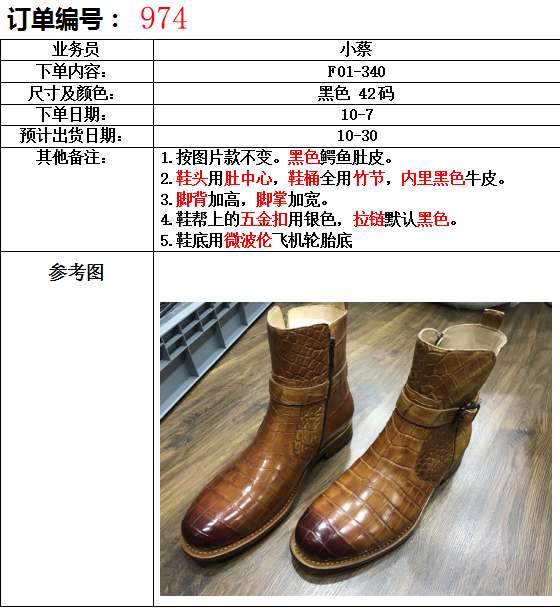 订单编号： 974
业务员 小蔡
下单内容： F01-340
尺寸及颜色： 黑色 42码
下单日期： 10-7
预计出货日期： 10-30
其他备注： 1.按图片款不变。黑色鳄鱼肚皮。
2.鞋头用肚中心，鞋桶全用竹节，内里黑色牛皮。
3.脚背加高，脚掌加宽。
4.鞋帮上的五金扣用银色，拉链默认黑色。
5.鞋底用微波伦飞机轮胎底
参考图